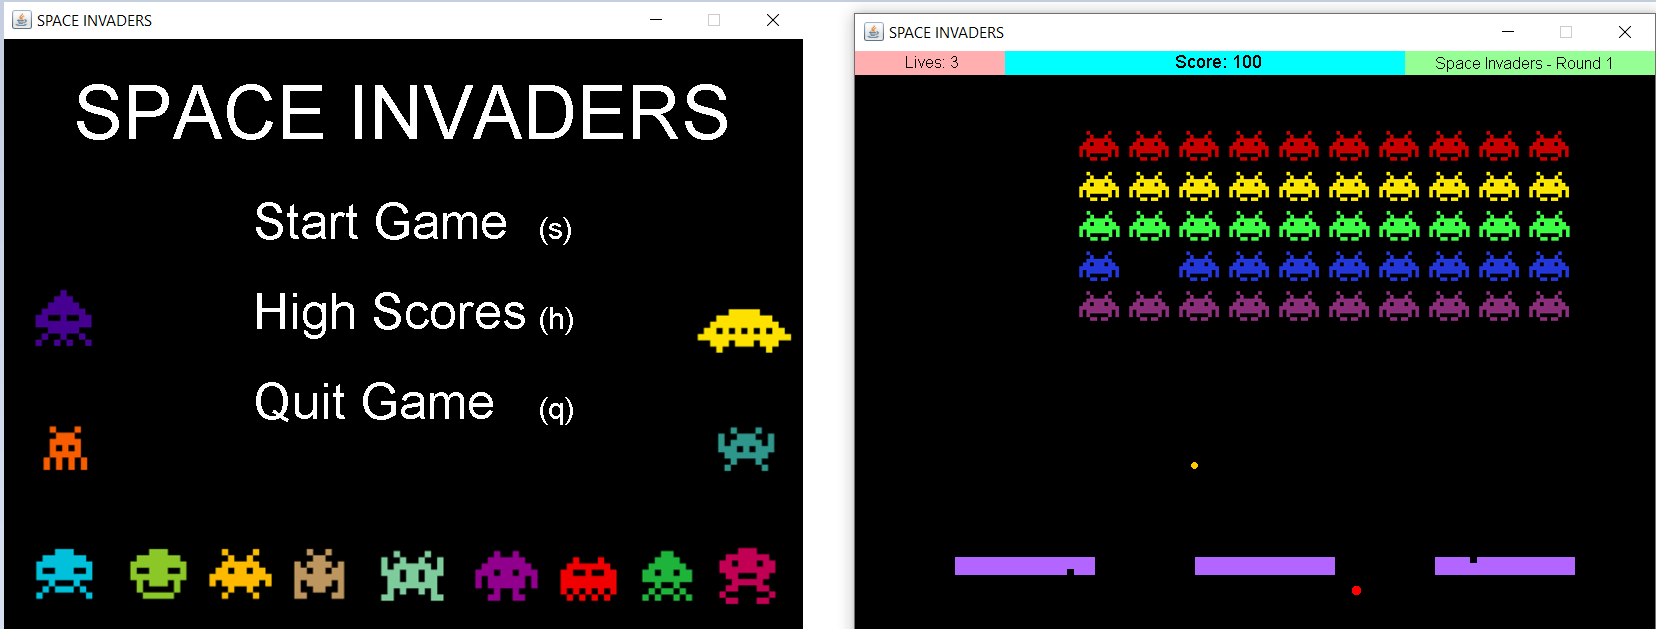 SPACE INVADERS
SPACE INVADERS
Start Game (s)
High Scores (h)
Quit Game (q)
SPACE INVADERS
Lives: 3
Score: 100
Space Invaders - Round 1